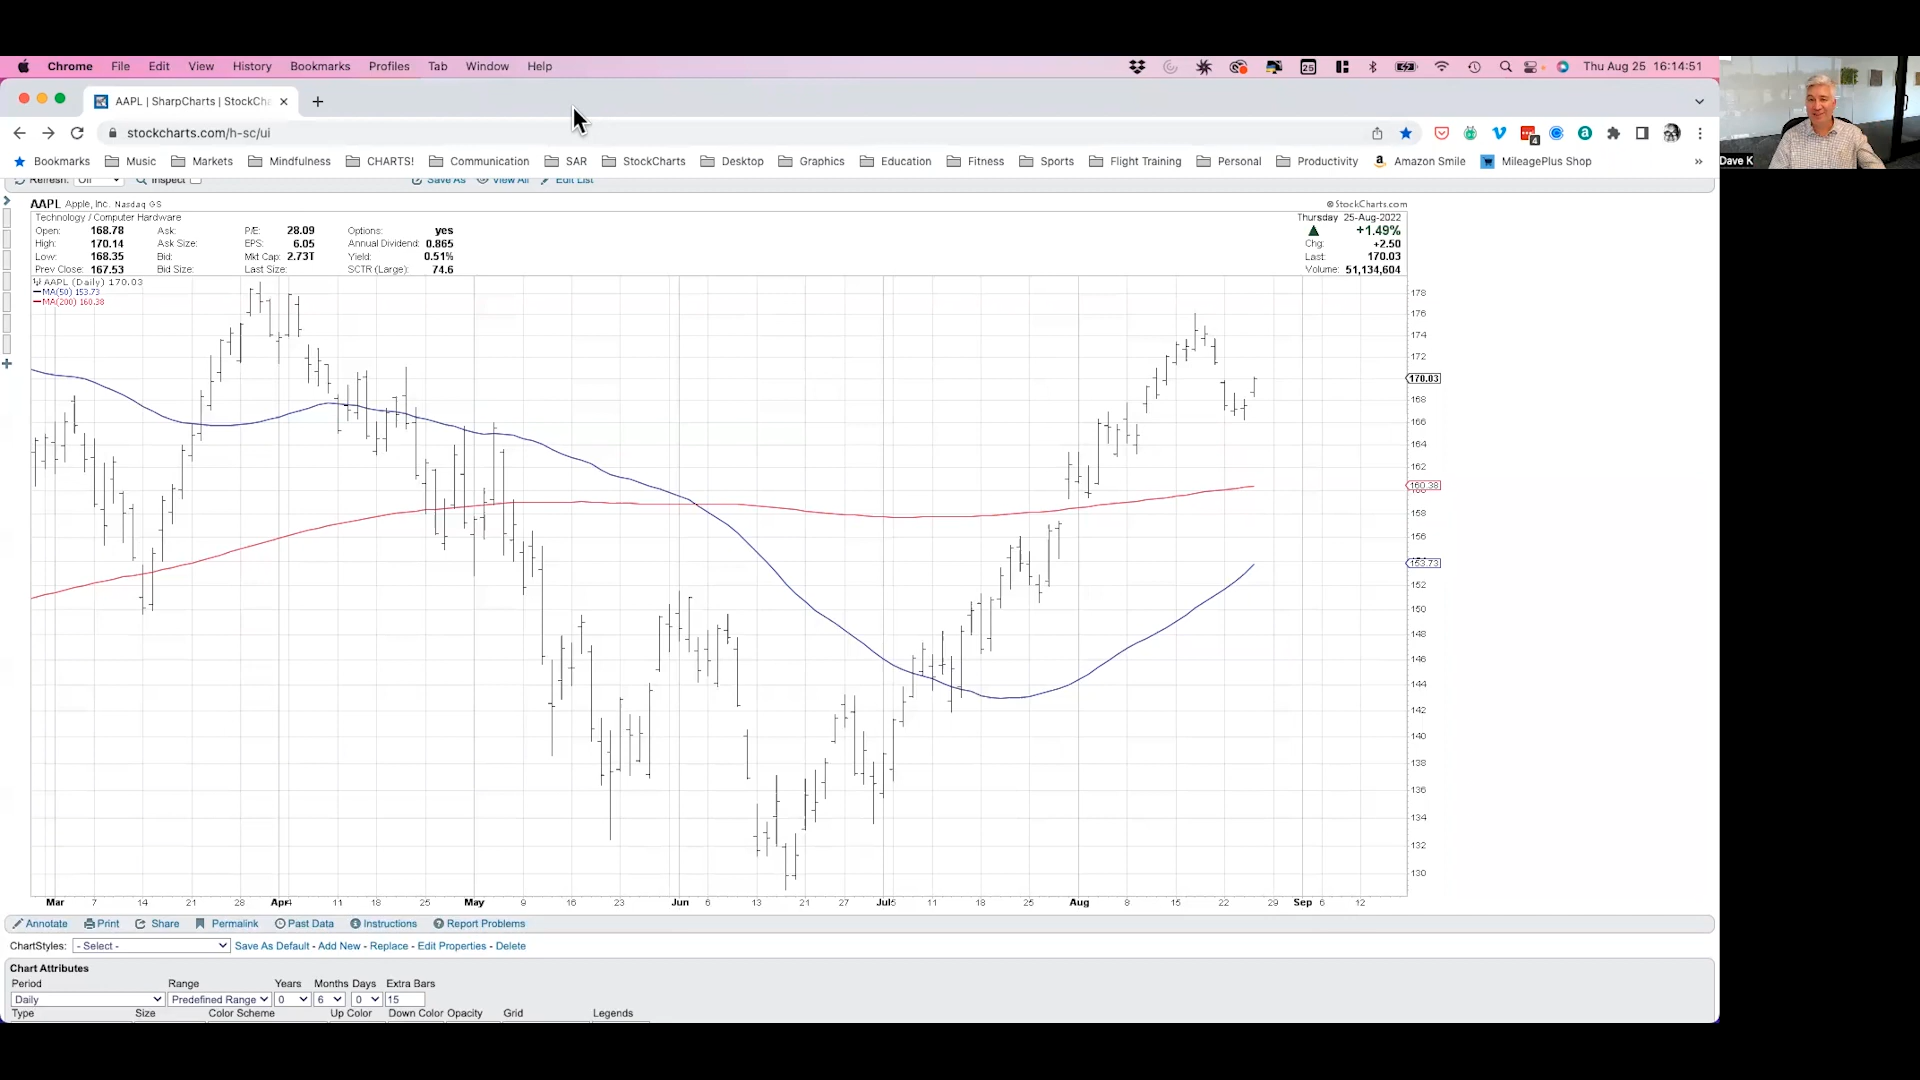 Chrome File Edit View History Bookmarks Profiles Tab Window Help 25 Thu Aug 25 16:14:51
AAPL | SharpCharts | StockCha
stockcharts.com/h-sc/ui 4
Bookmarks Music Markets Mindfulness CHARTS! Communication SAR StockCharts Desktop Graphics Education Fitness Sports Flight Training Personal Productivity Amazon Smile MileagePlus Shop »
Dave K
Refresh: Off Inspect Save As View All Edit List
AAPL Apple, Inc. Nasdaq GS © StockCharts.com
Technology / Computer Hardware Thursday 25-Aug-2022
Open: 168.78 Ask: P/E: 28.09 Options: yes +1.49%
High: 170.14 Ask Size: EPS: 6.05 Annual Dividend: 0.865 Chg: +2.50
Low: 168.35 Bid: Mkt Cap: 2.73T Yield: 0.51% Last: 170.03
Prev Close: 167.53 Bid Size: Last Size: SCTR (Large): 74.6 Volume: 51,134,604
AAPL (Daily) 170.03
MA(50) 153.73
MA(200) 160.38
178
176
174
172
170.03
168
166
164
162
160.38
158
156
153.73
152
150
148
146
144
142
140
138
136
134
132
130
Mar 7 14 21 28 Apr 11 18 25 May 9 16 23 Jun 6 13 21 27 Jul 5 11 18 25 Aug 8 15 22 29 Sep 6 12
Annotate Print Share Permalink Past Data Instructions Report Problems
ChartStyles: - Select - Save As Default - Add New - Replace - Edit Properties - Delete
Chart Attributes
Period Range Years Months Days Extra Bars
Daily Predefined Range 0 6 0 15
Type Size Color Scheme Up Color Down Color Opacity Grid Legends